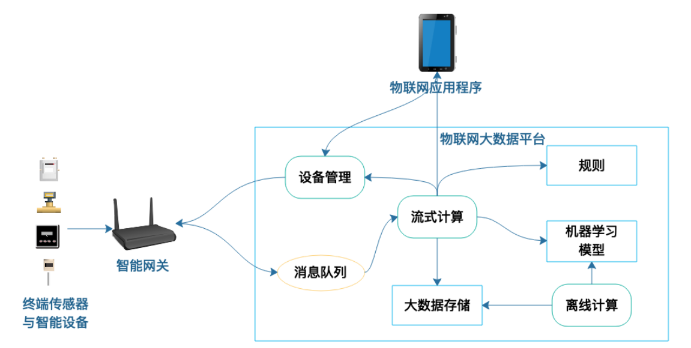 物联网应用程序
物联网大数据平台
设备管理
规则
流式计算
机器学习
模型
智能网关
消息队列
大数据存储
离线计算
终端传感器
与智能设备